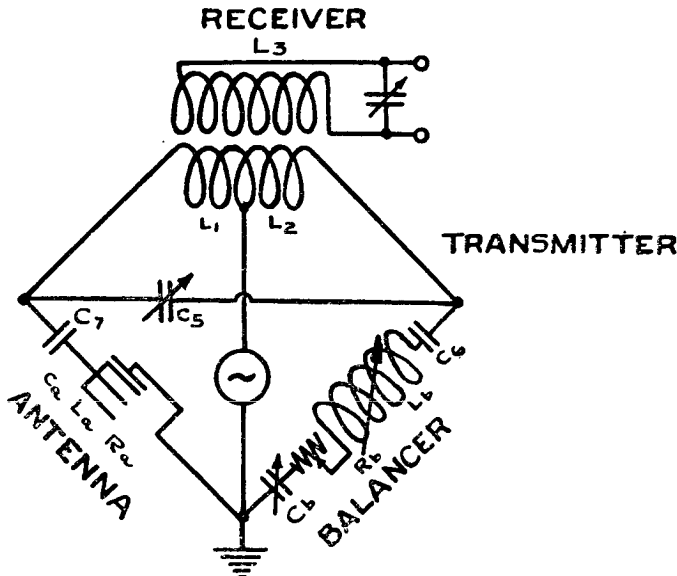 RECEIVER
L3
L1 L2
TRANSMITTER
C7
C5
C6
Ca La Ra
ANTENNA
~
Lb
Rb
Cb
BALANCER